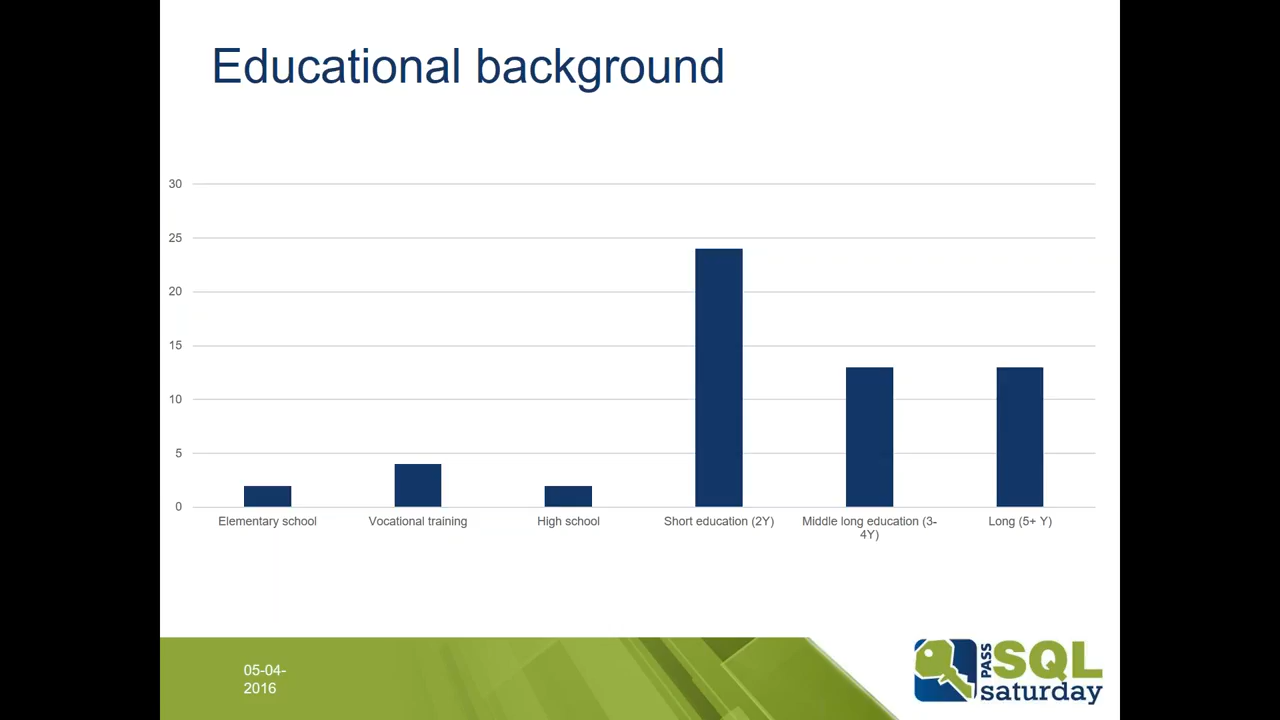 Educational background
30
25
20
15
10
5
0
Elementary school
Vocational training
High school
Short education (2Y)
Middle long education (3-
4Y)
Long (5+ Y)
05-04-
2016
PASS
SQL
saturday